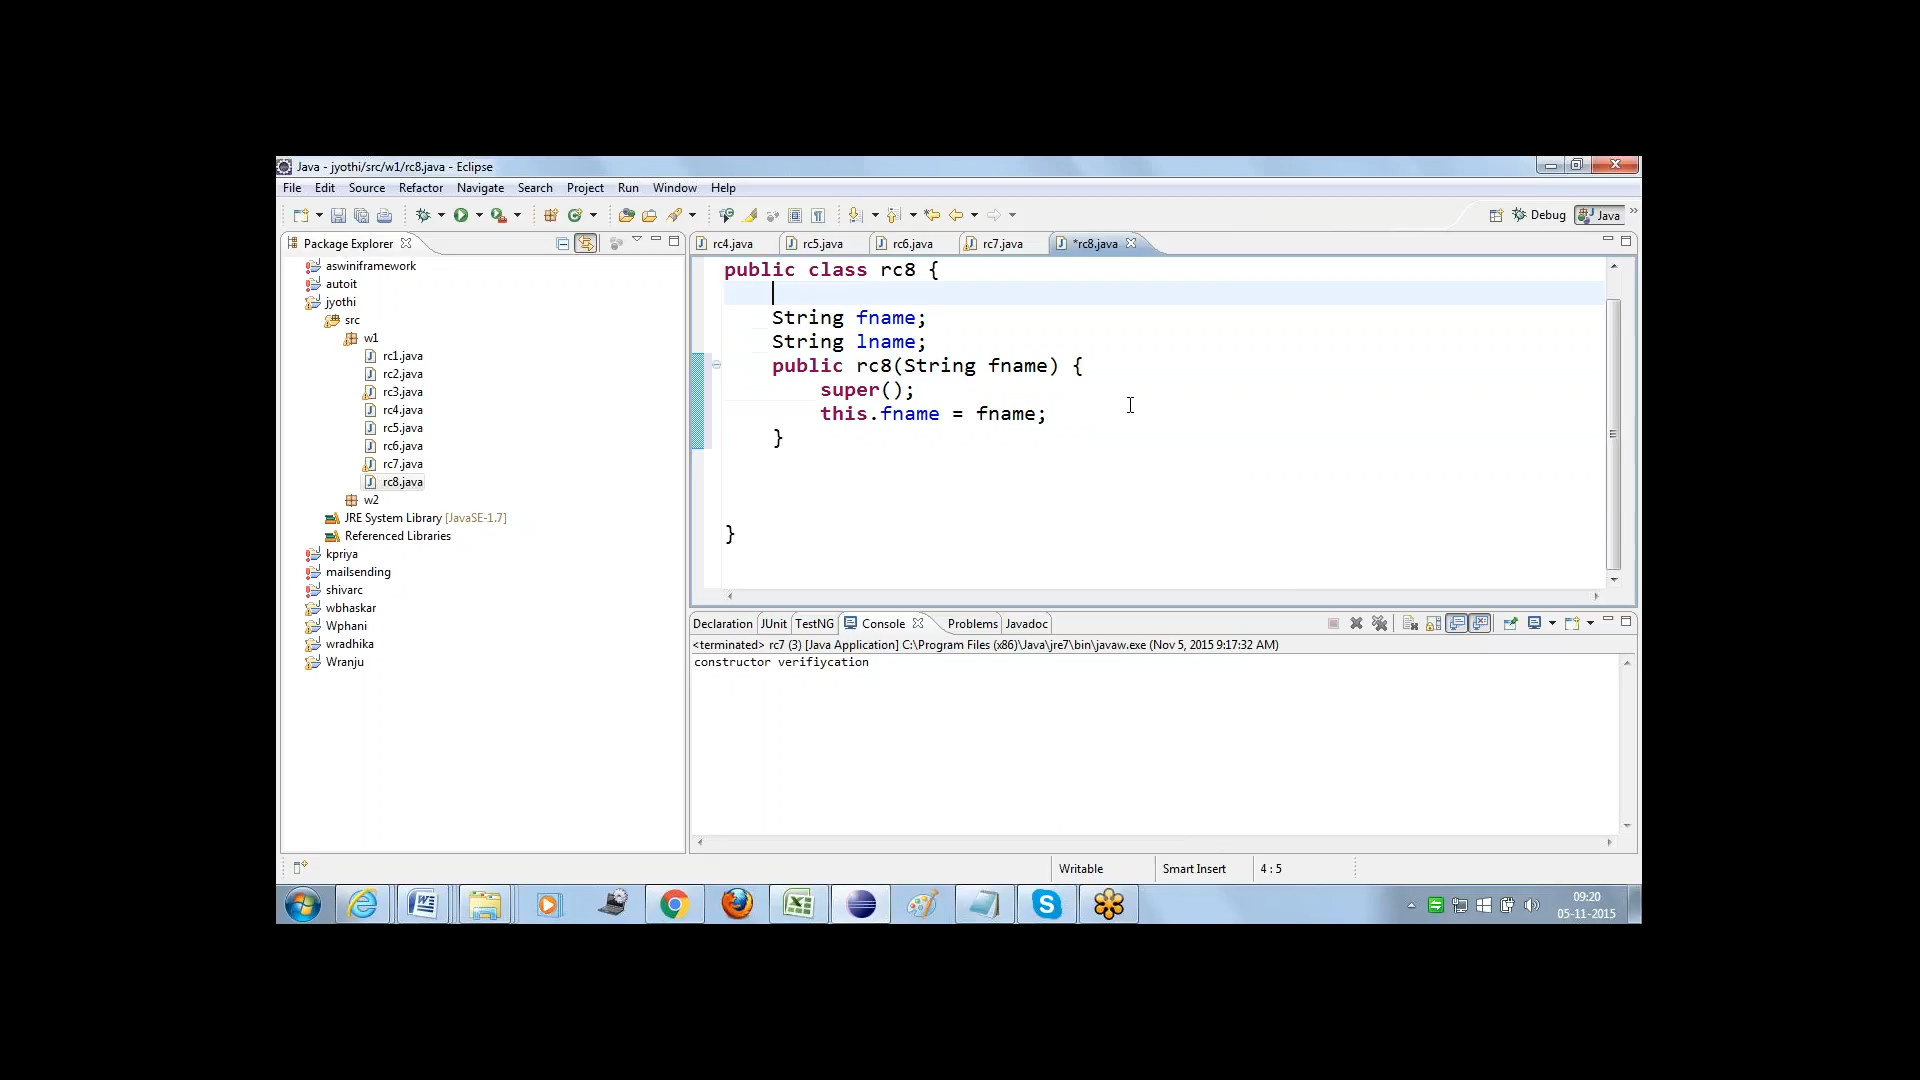 Java - jyothi/src/w1/rc8.java - Eclipse
File Edit Source Refactor Navigate Search Project Run Window Help
Debug Java
Package Explorer
rc4.java rc5.java rc6.java rc7.java *rc8.java
aswiniframework
autoit
jyothi
src
w1
rc1.java
rc2.java
rc3.java
rc4.java
rc5.java
rc6.java
rc7.java
rc8.java
w2
JRE System Library [JavaSE-1.7]
Referenced Libraries
kpriya
mailsending
shivarc
wbhaskar
Wphani
wradhika
Wranju
public class rc8 {
String fname;
String lname;
public rc8(String fname) {
super();
this.fname = fname;
}
}
Declaration JUnit TestNG Console Problems Javadoc
<terminated> rc7 (3) [Java Application] C:\Program Files (x86)\Java\jre7\bin\javaw.exe (Nov 5, 2015 9:17:32 AM)
constructor verifiycation
Writable Smart Insert 4 : 5
09:20
05-11-2015